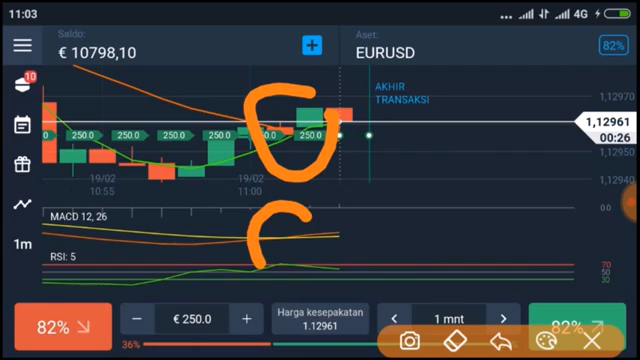 11:03
4G
Saldo:
€ 10798,10
Aset:
EURUSD
82%
10
AKHIR
TRANSAKSI
1,12970
1,12961
00:26
1,12950
1,12940
0 250.0 250.0 250.0 250.0 250.0 250.0
19/02
10:55
19/02
11:00
MACD 12, 26
0 0
RSI: 5
70
50
30
1m
82%
€ 250.0
Harga kesepakatan
1.12961
1 mnt
82%
36%